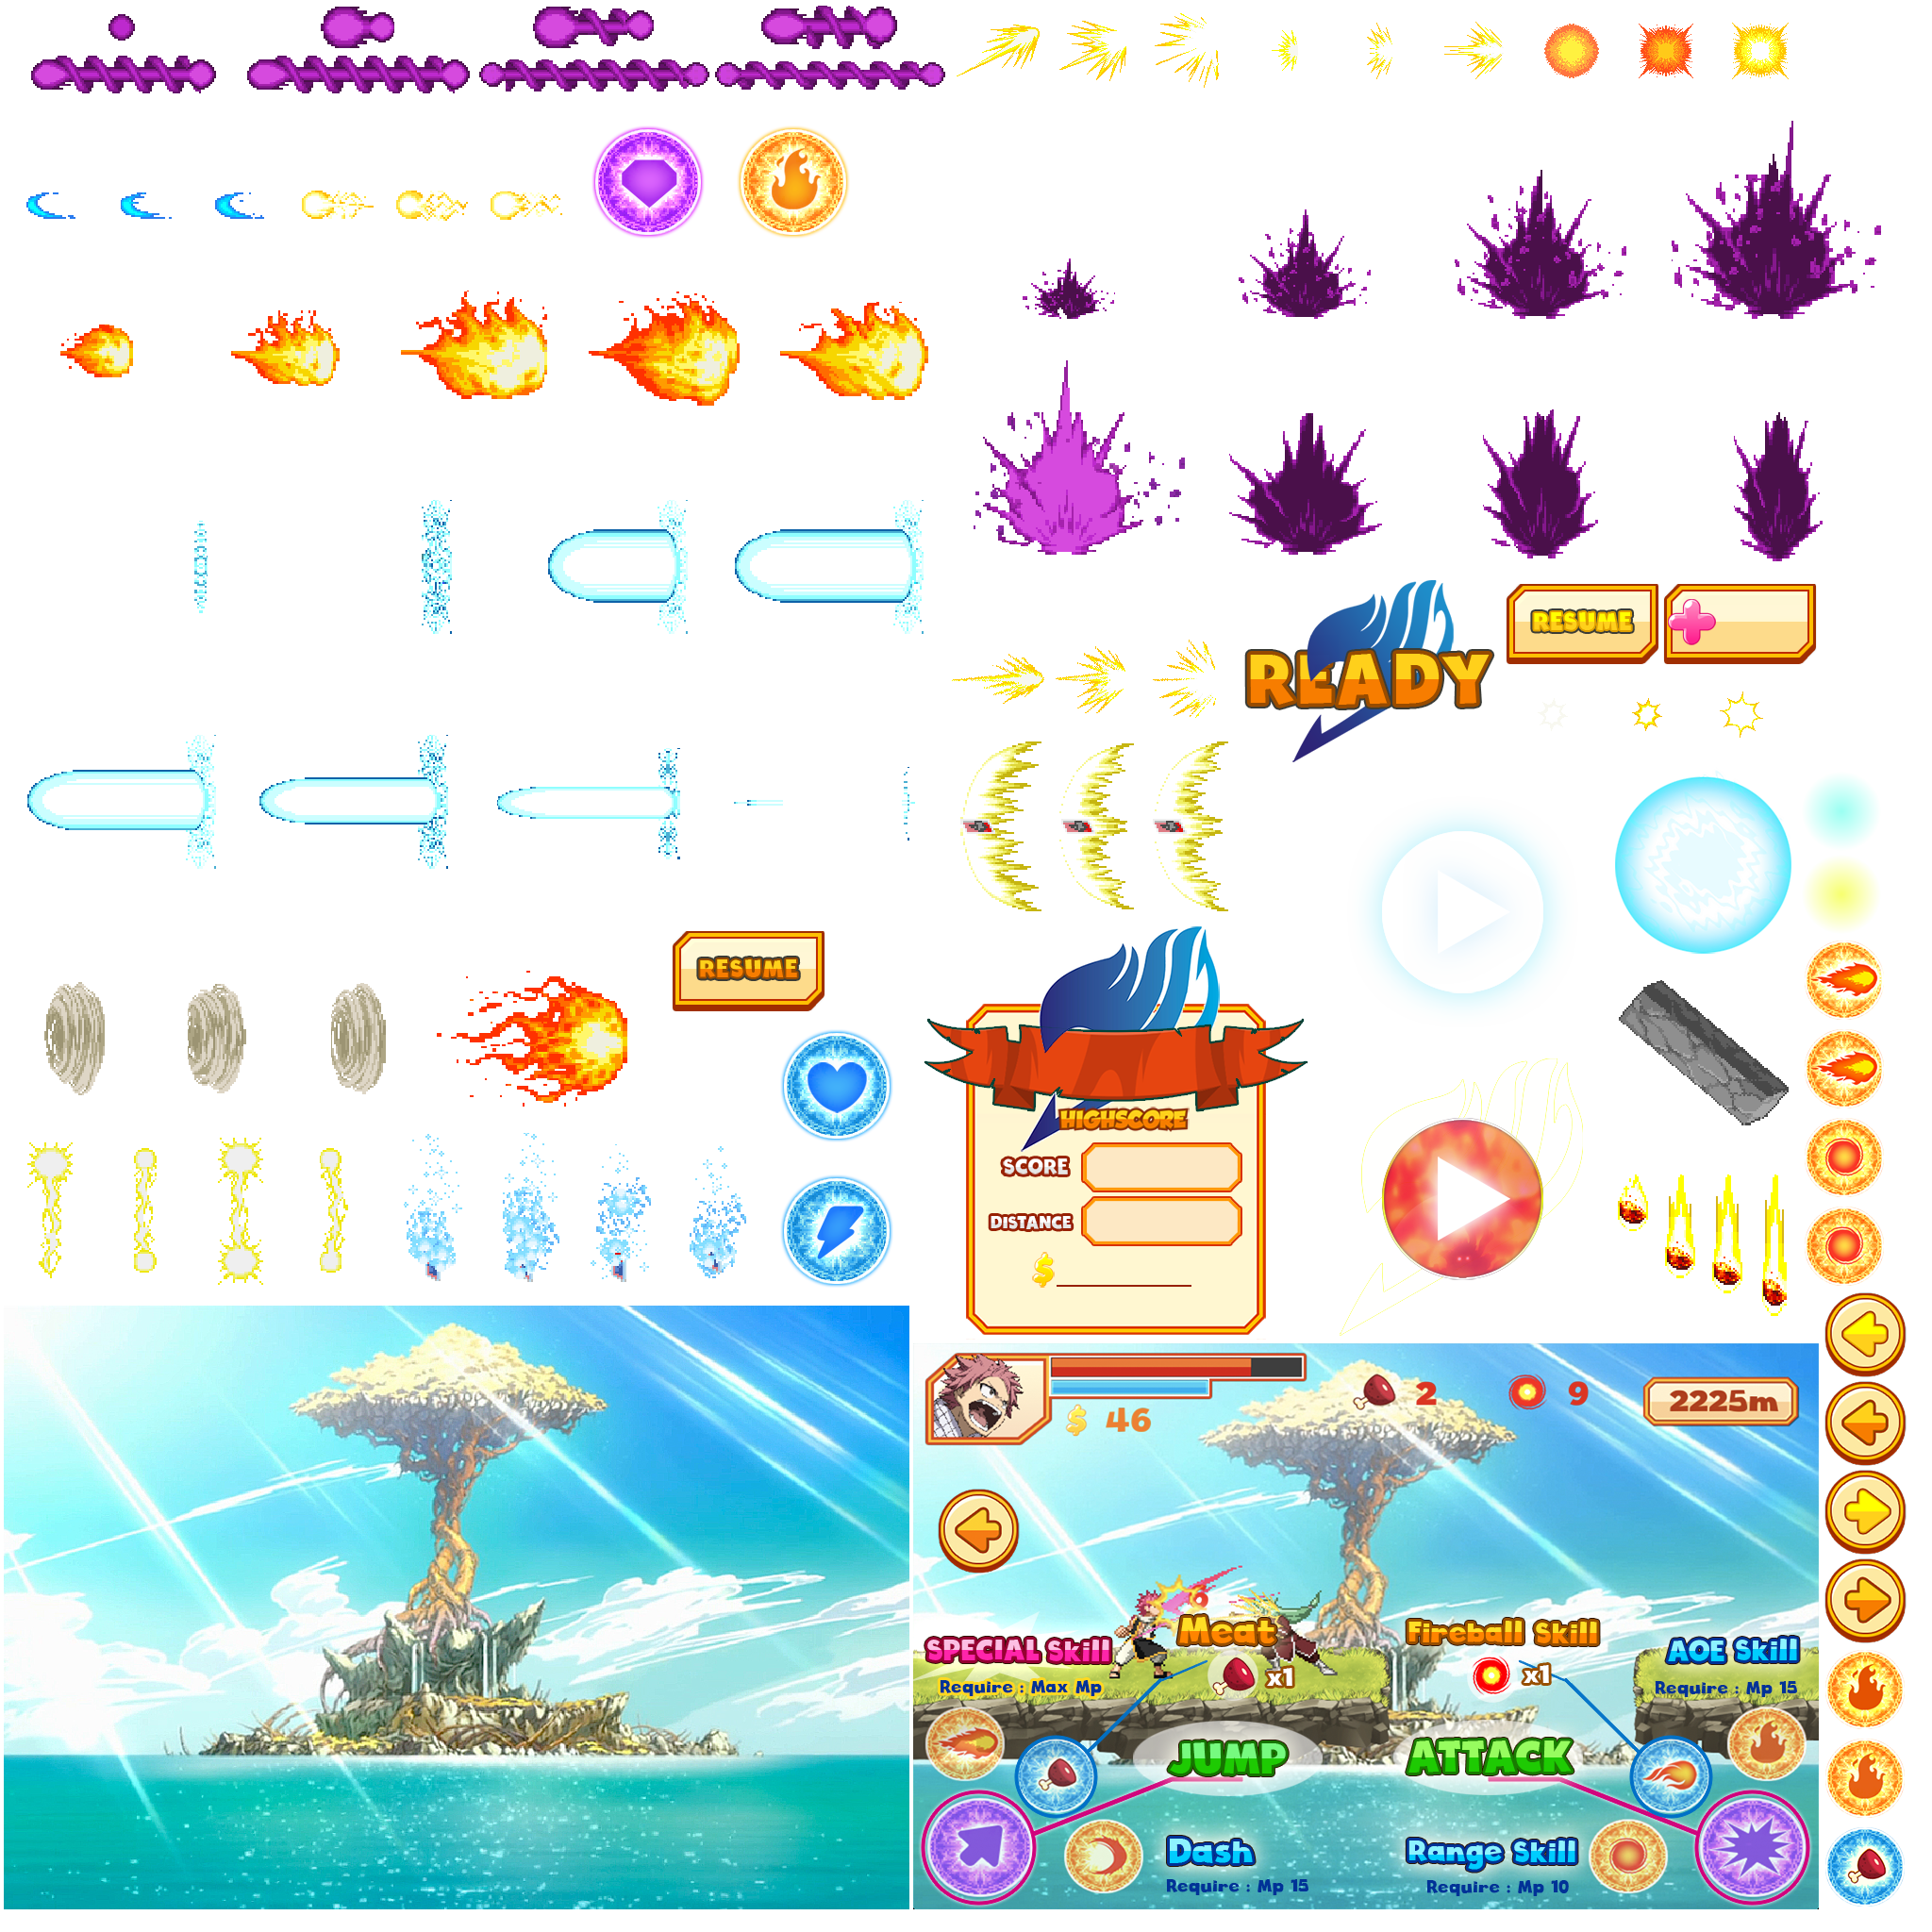 READY
RESUME
RESUME
HIGHSCORE
SCORE
DISTANCE
$
$ 46
2
9
2225m
SPECIAL Skill
Require : Max Mp
Meat
x1
Fireball Skill
x1
AOE Skill
Require : Mp 15
JUMP
ATTACK
Dash
Require : Mp 15
Range Skill
Require : Mp 10